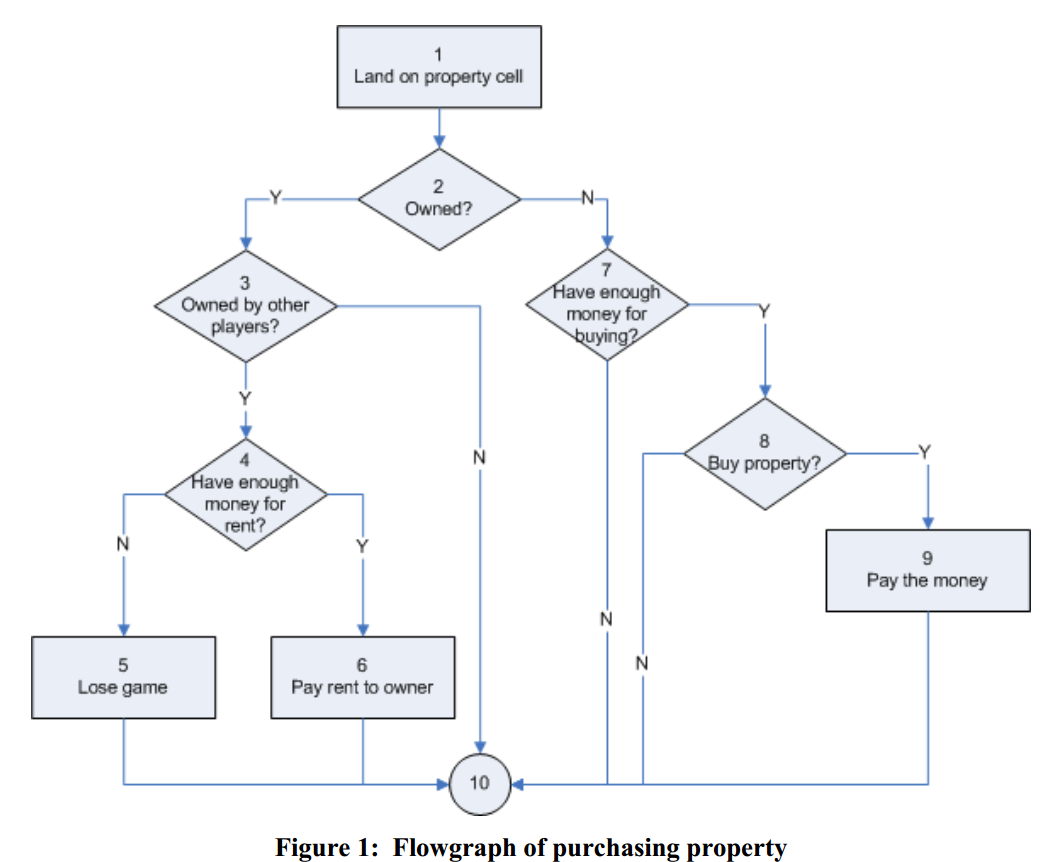 1
Land on property cell
2
Owned?
Y
N
3
Owned by other
players?
7
Have enough
money for
buying?
Y
Y
N
4
Have enough
money for
rent?
8
Buy property?
Y
N
Y
9
Pay the money
N
N
5
Lose game
6
Pay rent to owner
10
Figure 1:  Flowgraph of purchasing property